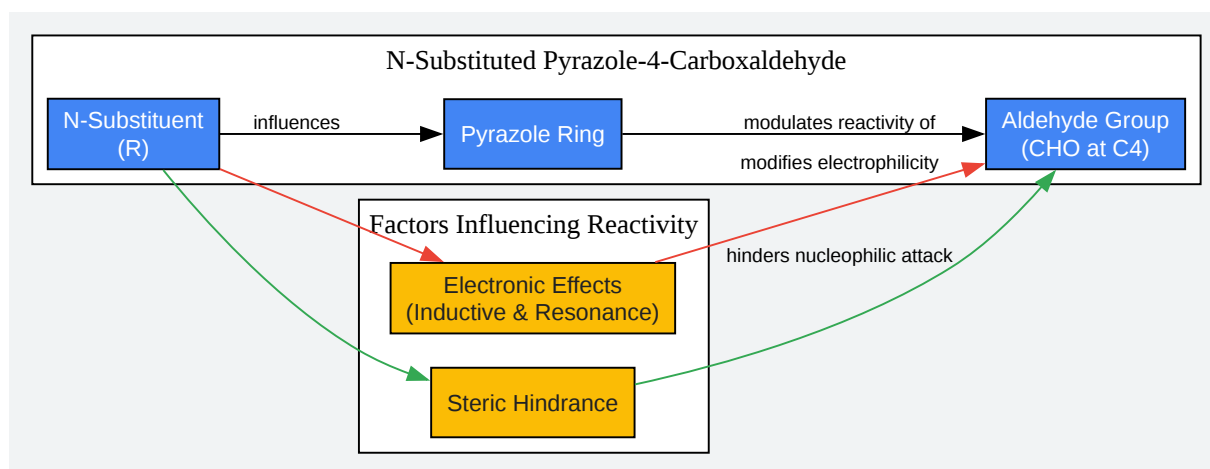 N-Substituted Pyrazole-4-Carboxaldehyde
N-Substituent
(R)
influences
Pyrazole Ring
modulates reactivity of
Aldehyde Group
(CHO at C4)
modifies electrophilicity
Factors Influencing Reactivity
hinders nucleophilic attack
Electronic Effects
(Inductive & Resonance)
Steric Hindrance